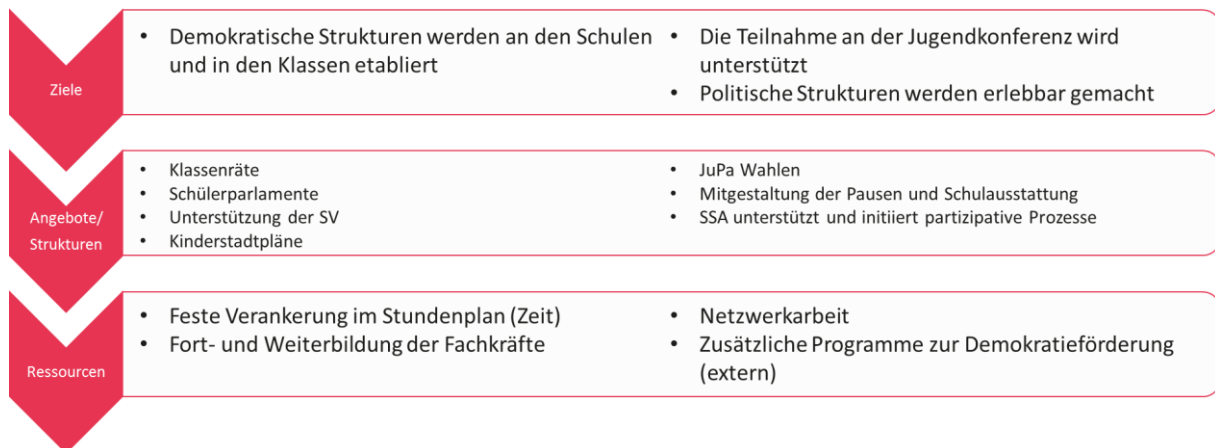 Ziele
• Demokratische Strukturen werden an den Schulen
und in den Klassen etabliert
• Die Teilnahme an der Jugendkonferenz wird
unterstützt
• Politische Strukturen werden erlebbar gemacht
Angebote/
Strukturen
• Klassenräte
• Schülerparlamente
• Unterstützung der SV
• Kinderstadtpläne
• JuPa Wahlen
• Mitgestaltung der Pausen und Schulausstattung
• SSA unterstützt und initiiert partizipative Prozesse
Ressourcen
• Feste Verankerung im Stundenplan (Zeit)
• Fort- und Weiterbildung der Fachkräfte
• Netzwerkarbeit
• Zusätzliche Programme zur Demokratieförderung
(extern)